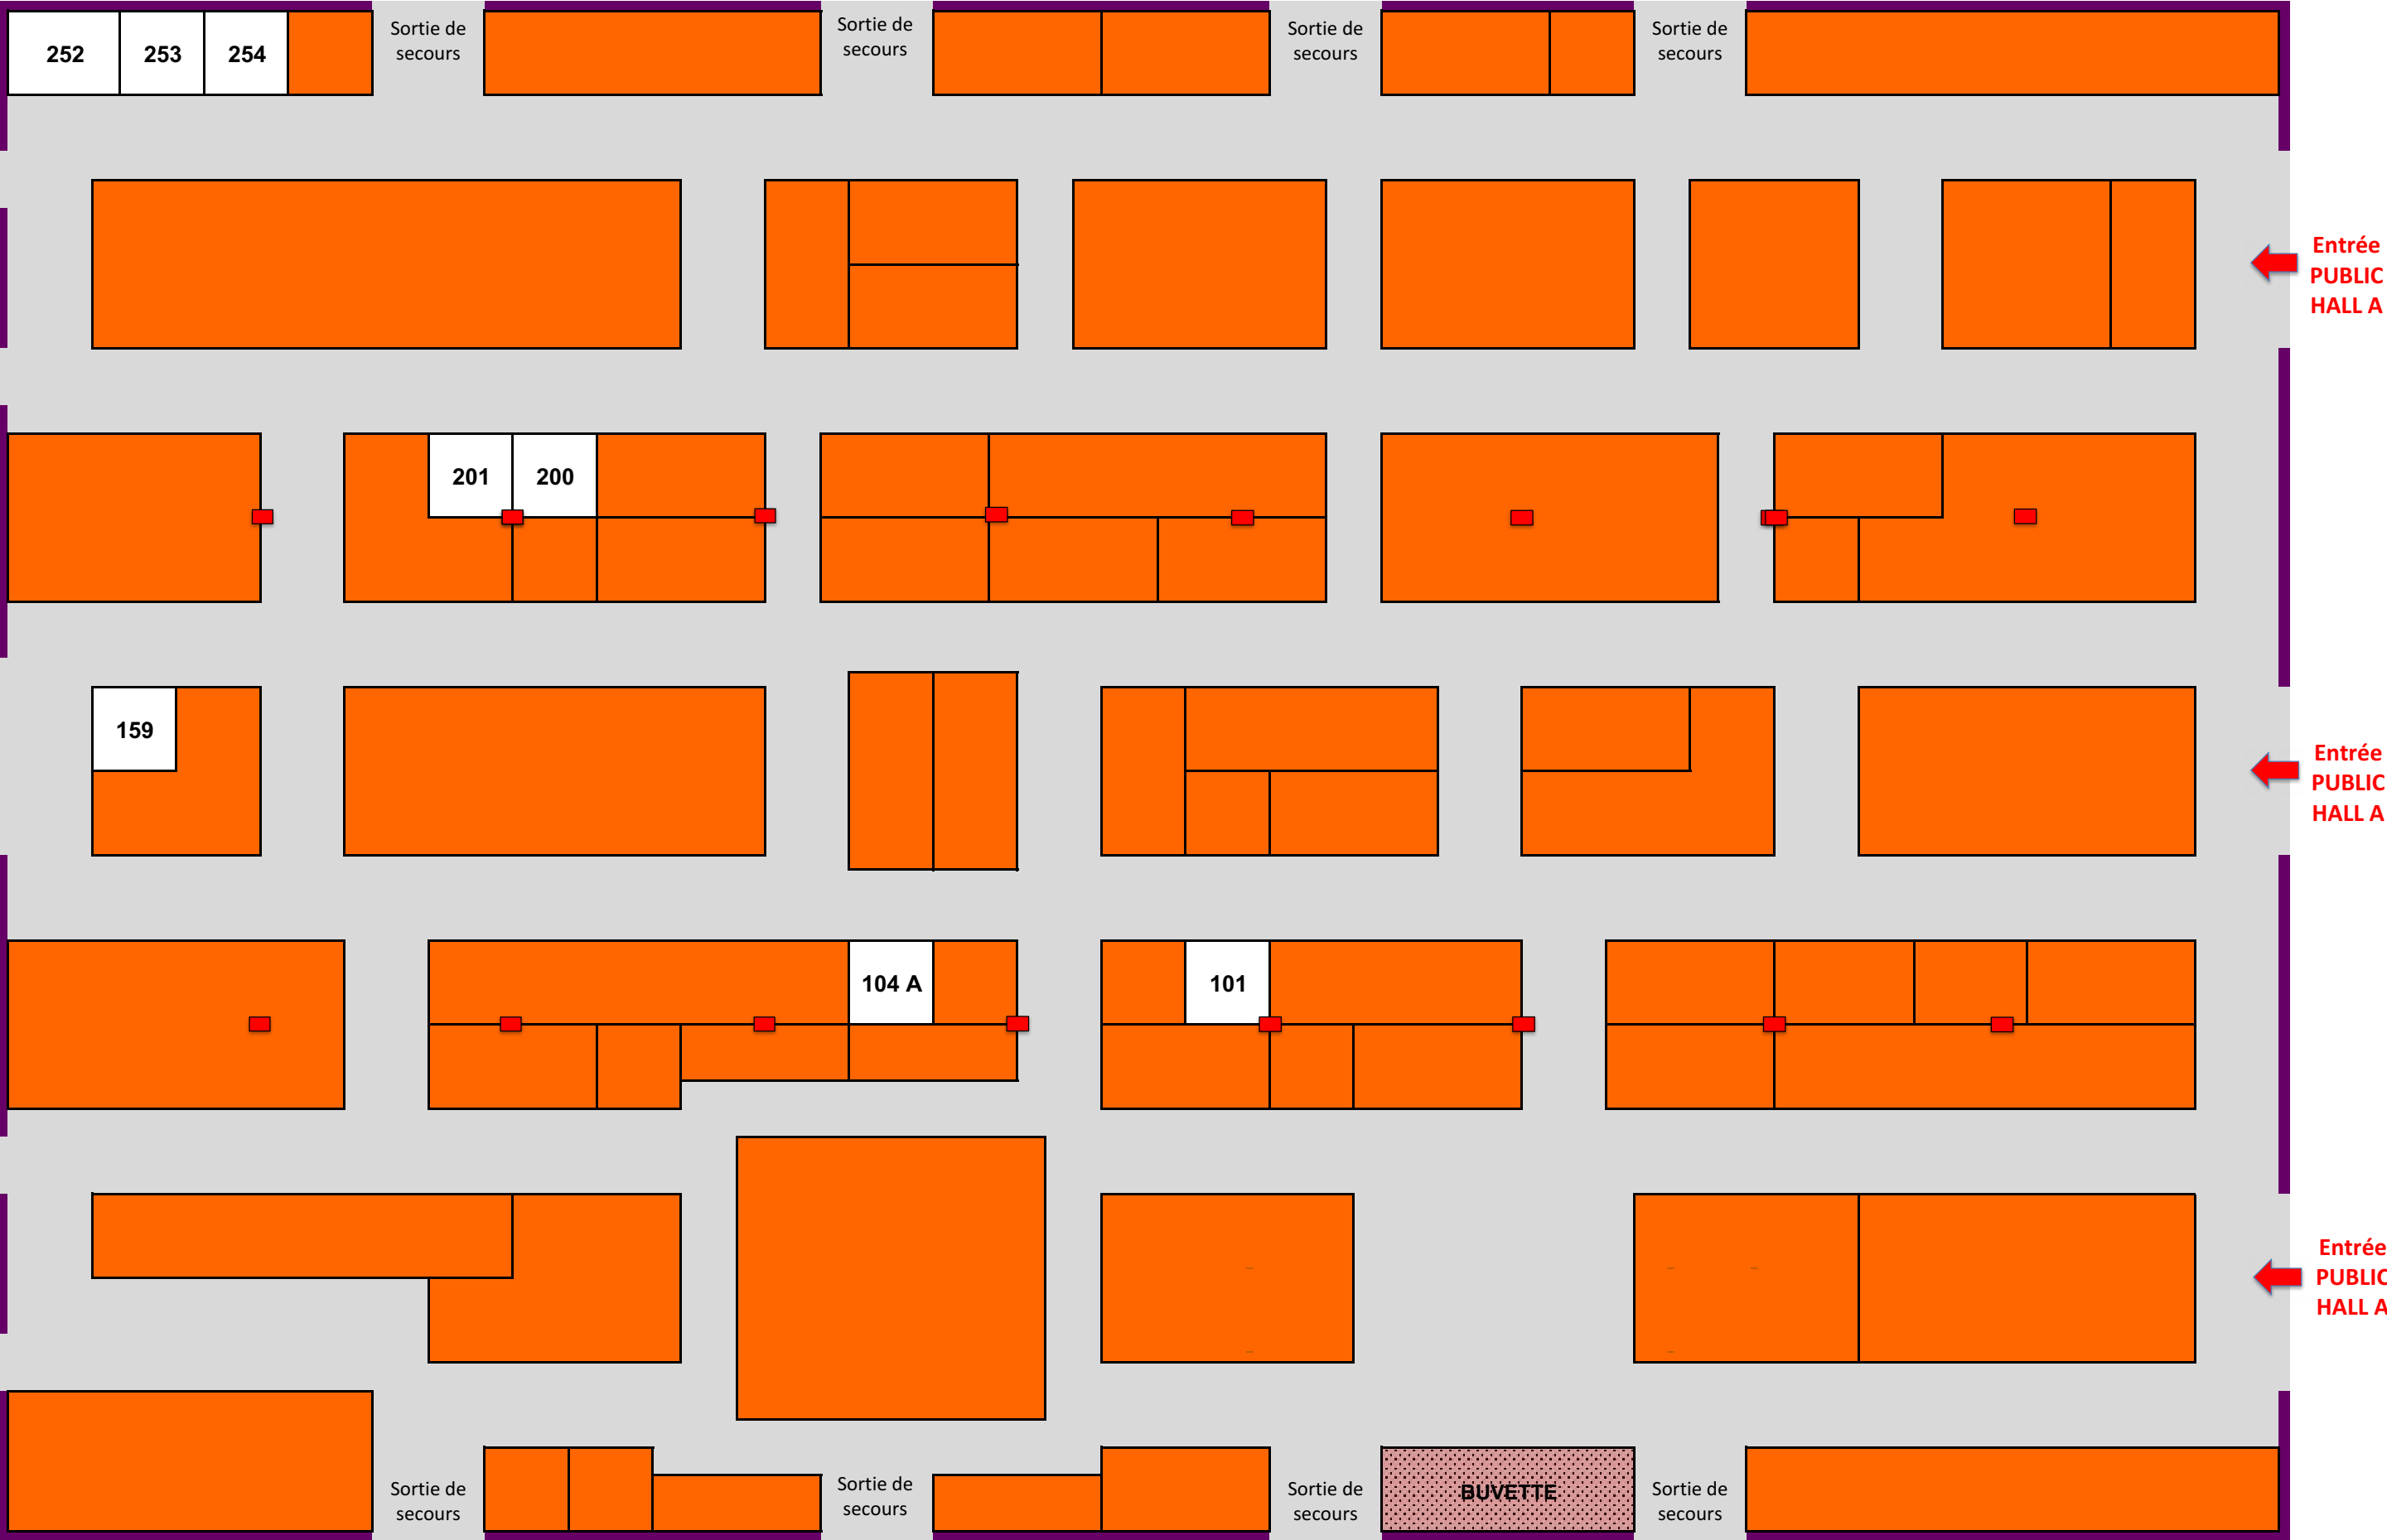 252
253
254
Sortie de
secours
Sortie de
secours
Sortie de
secours
Sortie de
secours
Entrée
PUBLIC
HALL A
201
200
159
Entrée
PUBLIC
HALL A
104 A
101
Entrée
PUBLIC
HALL A
Sortie de
secours
Sortie de
secours
Sortie de
secours
BUVETTE
Sortie de
secours